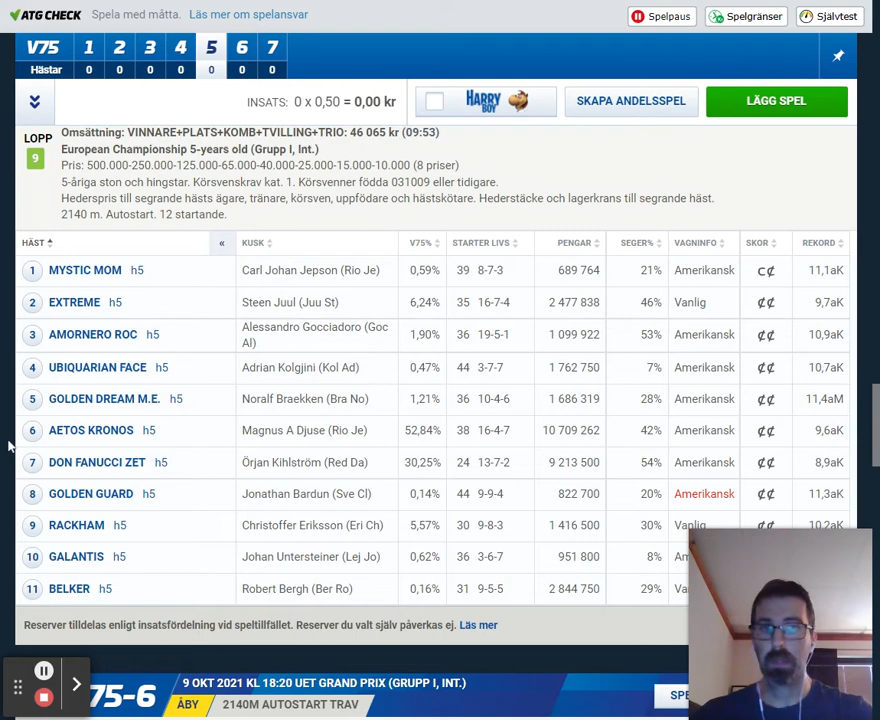 ATG CHECK Spela med måtta. Läs mer om spelansvar Spelpaus Spelgränser Självtest
V75 1 2 3 4 5 6 7
Hästar 0 0 0 0 0 0 0
INSATS: 0 x 0,50 = 0,00 kr HARRY BOY SKAPA ANDELSSPEL LÄGG SPEL
LOPP 9
Omsättning: VINNARE+PLATS+KOMB+TVILLING+TRIO: 46 065 kr (09:53)
European Championship 5-years old (Grupp I, Int.)
Pris: 500.000-250.000-125.000-65.000-40.000-25.000-15.000-10.000 (8 priser)
5-åriga ston och hingstar. Körsvenskrav kat. 1. Körsvenner födda 031009 eller tidigare.
Hederspris till segrande hästs ägare, tränare, körsven, uppfödare och hästskötare. Hederstäcke och lagerkrans till segrande häst.
2140 m. Autostart. 12 startande.
HÄST « KUSK V75% STARTER LIVS PENGAR SEGER% VAGNINFO SKOR REKORD
1 MYSTIC MOM h5 Carl Johan Jepson (Rio Je) 0,59% 39 8-7-3 689 764 21% Amerikansk C¢ 11,1aK
2 EXTREME h5 Steen Juul (Juu St) 6,24% 35 16-7-4 2 477 838 46% Vanlig ¢¢ 9,7aK
3 AMORNERO ROC h5 Alessandro Gocciadoro (Goc Al) 1,90% 36 19-5-1 1 099 922 53% Amerikansk ¢¢ 10,9aK
4 UBIQUARIAN FACE h5 Adrian Kolgjini (Kol Ad) 0,47% 44 3-7-7 1 762 750 7% Amerikansk ¢¢ 10,7aK
5 GOLDEN DREAM M.E. h5 Noralf Braekken (Bra No) 1,21% 36 10-4-6 1 686 319 28% Amerikansk ¢¢ 11,4aM
6 AETOS KRONOS h5 Magnus A Djuse (Rio Je) 52,84% 38 16-4-7 10 709 262 42% Amerikansk ¢¢ 9,6aK
7 DON FANUCCI ZET h5 Örjan Kihlström (Red Da) 30,25% 24 13-7-2 9 213 500 54% Amerikansk ¢¢ 8,9aK
8 GOLDEN GUARD h5 Jonathan Bardun (Sve Cl) 0,14% 44 9-9-4 822 700 20% Amerikansk ¢¢ 11,3aK
9 RACKHAM h5 Christoffer Eriksson (Eri Ch) 5,57% 30 9-8-3 1 416 500 30% Vanlig ¢¢ 10,2aK
10 GALANTIS h5 Johan Untersteiner (Lej Jo) 0,62% 36 3-6-7 951 800 8%
11 BELKER h5 Robert Bergh (Ber Ro) 0,16% 31 9-5-5 2 844 750 29%
Reserver tilldelas enligt insatsfördelning vid speltillfället. Reserver du valt själv påverkas ej. Läs mer
75-6 9 OKT 2021 KL 18:20 UET GRAND PRIX (GRUPP I, INT.)
ÅBY 2140M AUTOSTART TRAV